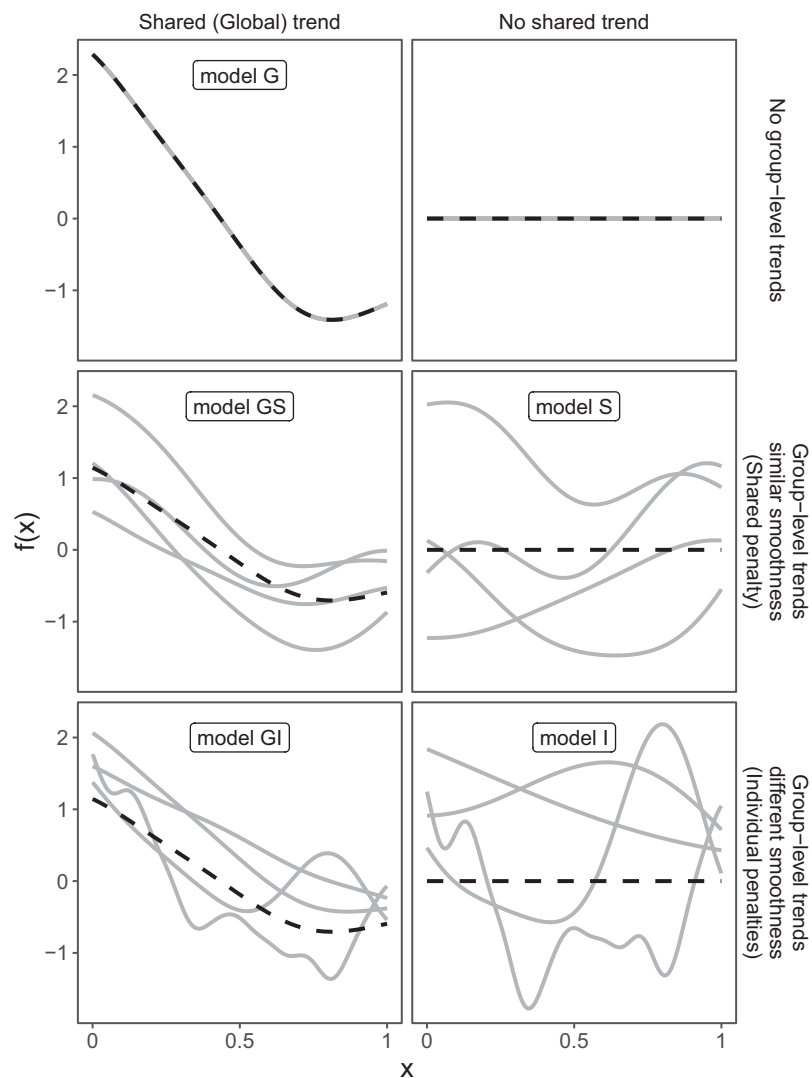 Shared (Global) trend
No shared trend
model G
2
1
0
−1
No group−level trends
model GS
model S
2
1
0
−1
f(x)
Group−level trends
similar smoothness
(Shared penalty)
model GI
model I
2
1
0
−1
Group−level trends
different smoothness
(Individual penalties)
0
0.5
1
0
0.5
1
x